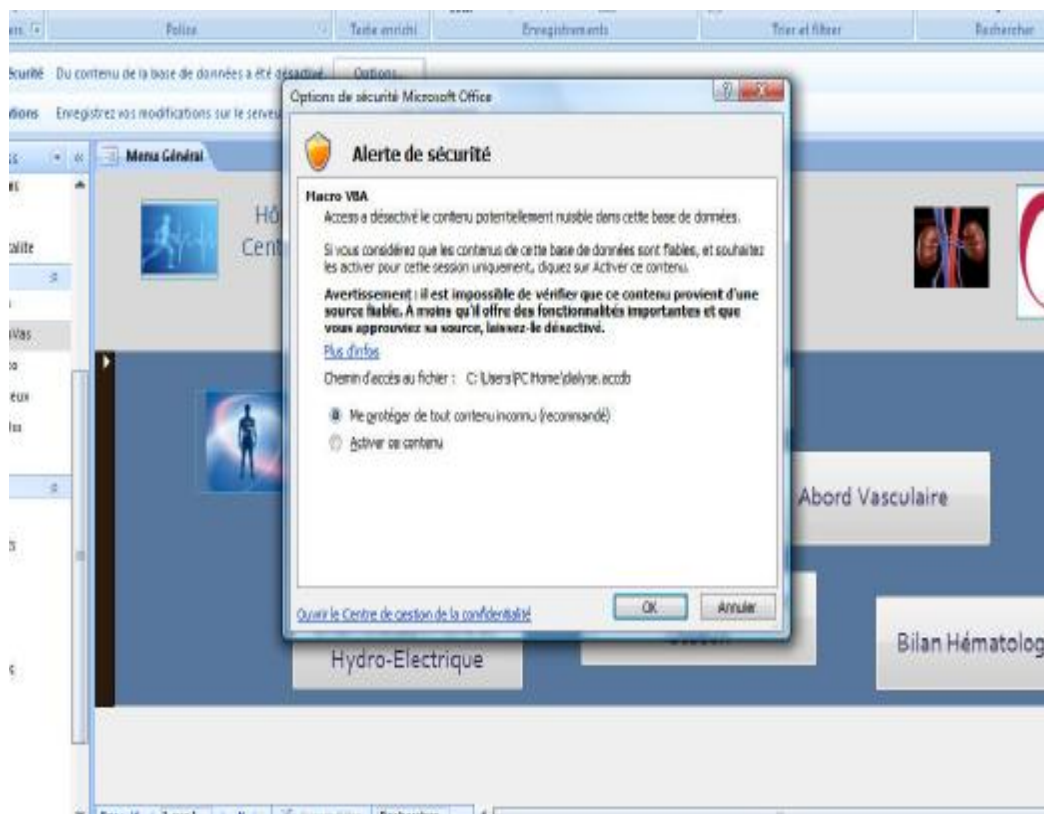 Police
Texte enrichi
Enregistrements
Trier et filtrer
Rechercher
Du contenu de la base de données a été désactivé
Options...
Enregistrez vos modifications sur le serveu
Options de sécurité Microsoft Office
Alerte de sécurité
Menu Général
Hô
Cent
Macro VBA
Access a désactivé le contenu potentiellement nuisible dans cette base de données.
Si vous considérez que les contenus de cette base de données sont fiables, et souhaitez
les activer pour cette session uniquement, cliquez sur Activer ce contenu.
Avertissement : il est impossible de vérifier que ce contenu provient d'une
source fiable. A moins qu'il offre des fonctionnalités importantes et que
vous approuviez sa source, laissez-le désactivé.
Plus d'infos
Chemin d'accès au fichier : C:\Users\PC Home\dialyse.accdb
Me protéger de tout contenu inconnu (recommandé)
Activer ce contenu
Abord Vasculaire
Ouvrir le Centre de gestion de la confidentialité
OK
Annuler
Hydro-Electrique
Bilan Hématolog